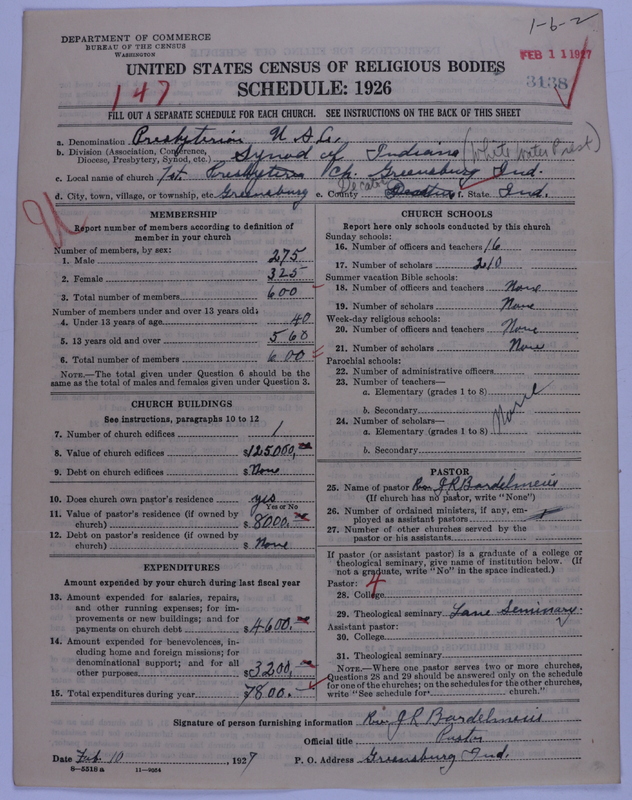 1-6-2
DEPARTMENT OF COMMERCE
BUREAU OF THE CENSUS
WASHINGTON
FEB 11 1927
3438
UNITED STATES CENSUS OF RELIGIOUS BODIES
SCHEDULE: 1926
147
FILL OUT A SEPARATE SCHEDULE FOR EACH CHURCH. SEE INSTRUCTIONS ON THE BACK OF THIS SHEET
a. Denomination Presbyterian U.S.A.
b. Division (Association, Conference, Diocese, Presbytery, Synod, etc.) Synod of Indiana (White Water Presb)
c. Local name of church 1st Presbyterian Ch. Greensburg Ind.
d. City, town, village, or township, etc. Greensburg e. County Decatur f. State Ind.
MEMBERSHIP
Report number of members according to definition of
member in your church
Number of members, by sex:
1. Male 275
2. Female 325
3. Total number of members 600
Number of members under and over 13 years old:
4. Under 13 years of age 40
5. 13 years old and over 560
6. Total number of members 600
NOTE.—The total given under Question 6 should be
the same as the total of males and females given under Question 3.
CHURCH BUILDINGS
See instructions, paragraphs 10 to 12
7. Number of church edifices 1
8. Value of church edifices $125000,
9. Debt on church edifices $ None
10. Does church own pastor's residence yes
Yes or No
11. Value of pastor's residence (if owned by
church) $ 8000.
12. Debt on pastor's residence (if owned by
church) $ None
EXPENDITURES
Amount expended by your church during last fiscal year
13. Amount expended for salaries, repairs,
and other running expenses; for im-
provements or new buildings; and for
payments on church debt $ 4600.
14. Amount expended for benevolences, in-
cluding home and foreign missions; for
denominational support; and for all
other purposes $ 3200,
15. Total expenditures during year $ 7800.
CHURCH SCHOOLS
Report here only schools conducted by this church
Sunday schools:
16. Number of officers and teachers 16
17. Number of scholars 210
Summer vacation Bible schools:
18. Number of officers and teachers None
19. Number of scholars None
Week-day religious schools:
20. Number of officers and teachers None
21. Number of scholars None
Parochial schools:
22. Number of administrative officers
23. Number of teachers—
a. Elementary (grades 1 to 8)
b. Secondary None
24. Number of scholars—
a. Elementary (grades 1 to 8)
b. Secondary
PASTOR
25. Name of pastor Rev. J R Bardelmeis
(If church has no pastor, write "None")
26. Number of ordained ministers, if any, em-
ployed as assistant pastors
27. Number of other churches served by the
pastor or his assistants
If pastor (or assistant pastor) is a graduate of a college or
theological seminary, give name of institution below. (If
not a graduate, write "No" in the space indicated.)
Pastor: 4
28. College
29. Theological seminary Lane Seminary.
Assistant pastor:
30. College
31. Theological seminary
NOTE.—Where one pastor serves two or more churches,
Questions 28 and 29 should be answered only on the schedule
for one of the churches; on the schedules for the other churches,
write "See schedule for church."
Signature of person furnishing information Rev. J R Bardelmeis
Official title Pastor
Date Feb. 10, 1927 P. O. Address Greensburg Ind.
8—5518 a 11—9054